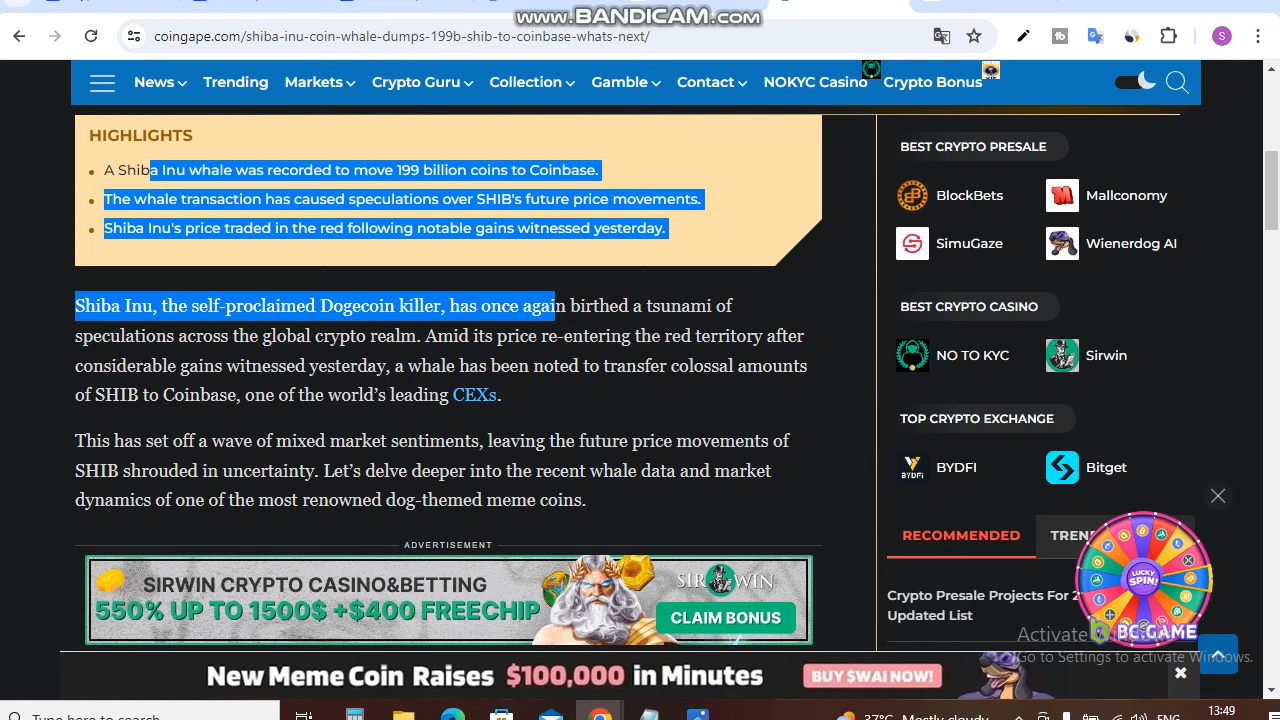 www.BANDICAM.com
coingape.com/shiba-inu-coin-whale-dumps-199b-shib-to-coinbase-whats-next/
S
News
Trending
Markets
Crypto Guru
Collection
Gamble
Contact
NOKYC Casino
Crypto Bonus
HIGHLIGHTS
A Shiba Inu whale was recorded to move 199 billion coins to Coinbase.
The whale transaction has caused speculations over SHIB's future price movements.
Shiba Inu's price traded in the red following notable gains witnessed yesterday.
Shiba Inu, the self-proclaimed Dogecoin killer, has once again birthed a tsunami of
speculations across the global crypto realm. Amid its price re-entering the red territory after
considerable gains witnessed yesterday, a whale has been noted to transfer colossal amounts
of SHIB to Coinbase, one of the world’s leading CEXs.
This has set off a wave of mixed market sentiments, leaving the future price movements of
SHIB shrouded in uncertainty. Let’s delve deeper into the recent whale data and market
dynamics of one of the most renowned dog-themed meme coins.
ADVERTISEMENT
SIRWIN CRYPTO CASINO&BETTING
550% UP TO 1500$ +$400 FREECHIP
SIRWIN
CLAIM BONUS
BEST CRYPTO PRESALE
BlockBets
Mallconomy
SimuGaze
Wienerdog AI
BEST CRYPTO CASINO
NO TO KYC
Sirwin
TOP CRYPTO EXCHANGE
BYDFI
BYDFI
Bitget
RECOMMENDED
TREN
LUCKY
SPIN!
BC.GAME
Crypto Presale Projects For 2
Updated List
Activate
Go to Settings to activate Windows.
New Meme Coin Raises $100,000 in Minutes
BUY $WAI NOW!
Type here to search
37°C Mostly cloudy
ENG
13:49